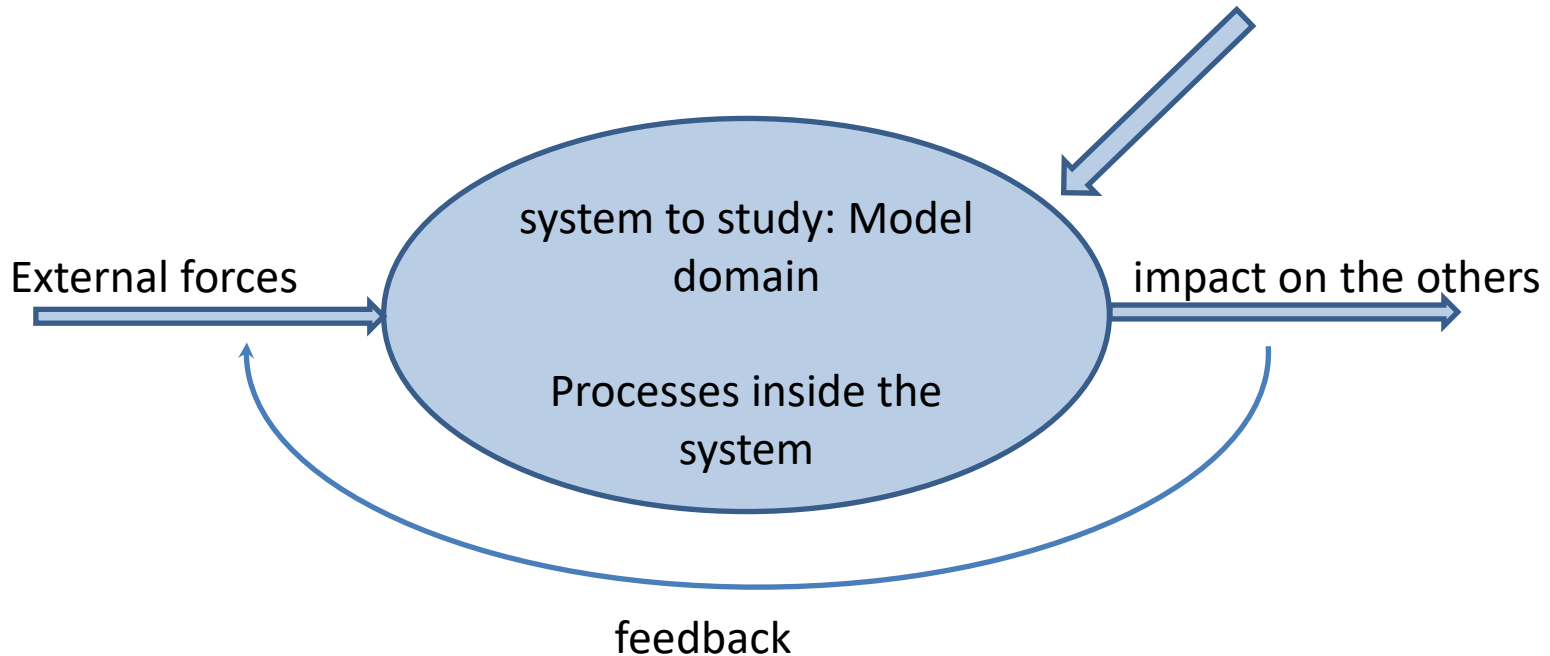 system to study: Model
domain
External forces
impact on the others
Processes inside the
system
feedback